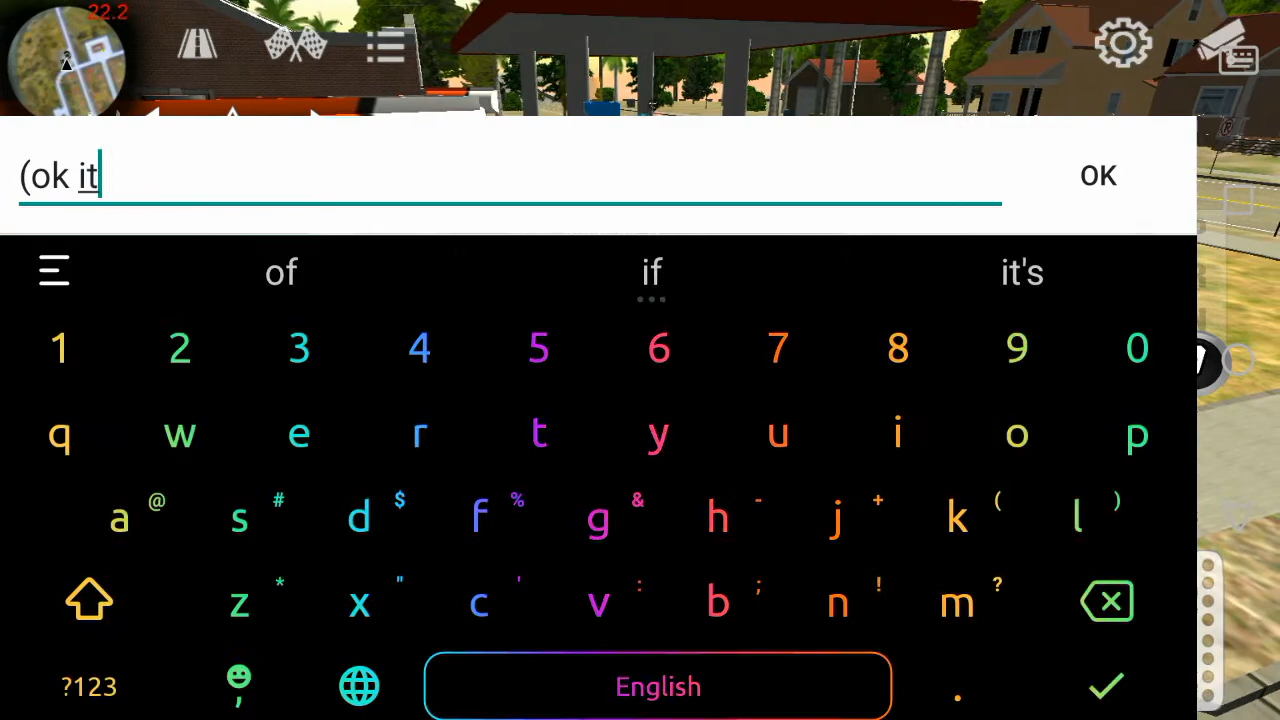 22.2
(ok it
OK
of if it's
1 2 3 4 5 6 7 8 9 0
q w e r t y u i o p
a @ s # d $ f % g & h - j + k ( l )
z * x " c ' v : b ; n ! m ?
?123 , English .